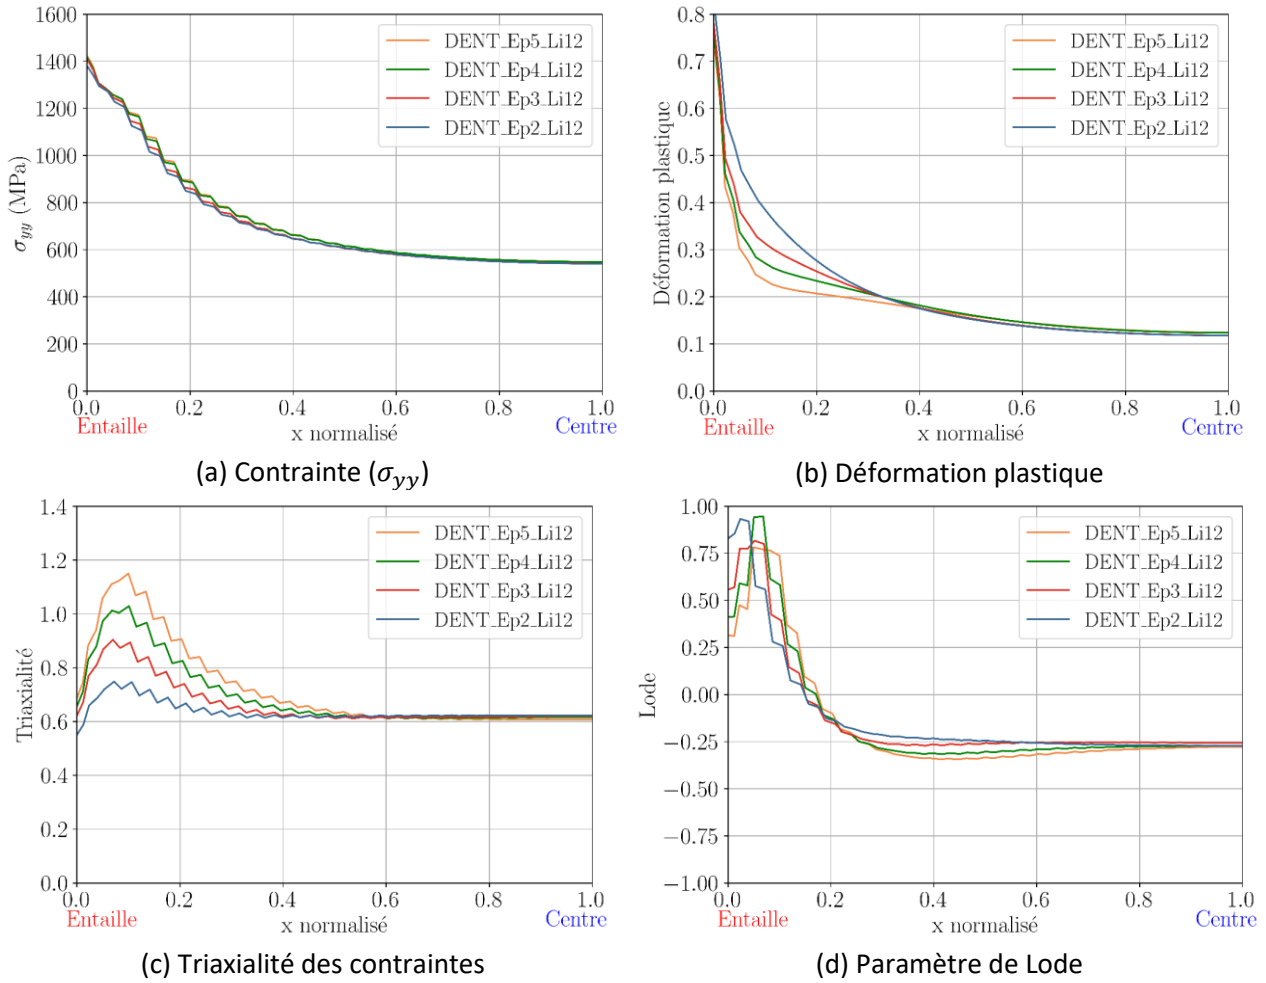 1600
1400
1200
1000
800
600
400
200
0
σyy (MPa)
DENT_Ep5_Li12
DENT_Ep4_Li12
DENT_Ep3_Li12
DENT_Ep2_Li12
0.0 0.2 0.4 0.6 0.8 1.0
Entaille x normalisé Centre
(a) Contrainte (σyy)
0.8
0.7
0.6
0.5
0.4
0.3
0.2
0.1
0.0
Déformation plastique
DENT_Ep5_Li12
DENT_Ep4_Li12
DENT_Ep3_Li12
DENT_Ep2_Li12
0.0 0.2 0.4 0.6 0.8 1.0
Entaille x normalisé Centre
(b) Déformation plastique
1.4
1.2
1.0
0.8
0.6
0.4
0.2
0.0
Triaxialité
DENT_Ep5_Li12
DENT_Ep4_Li12
DENT_Ep3_Li12
DENT_Ep2_Li12
0.0 0.2 0.4 0.6 0.8 1.0
Entaille x normalisé Centre
(c) Triaxialité des contraintes
1.00
0.75
0.50
0.25
0.00
−0.25
−0.50
−0.75
−1.00
Lode
DENT_Ep5_Li12
DENT_Ep4_Li12
DENT_Ep3_Li12
DENT_Ep2_Li12
0.0 0.2 0.4 0.6 0.8 1.0
Entaille x normalisé Centre
(d) Paramètre de Lode